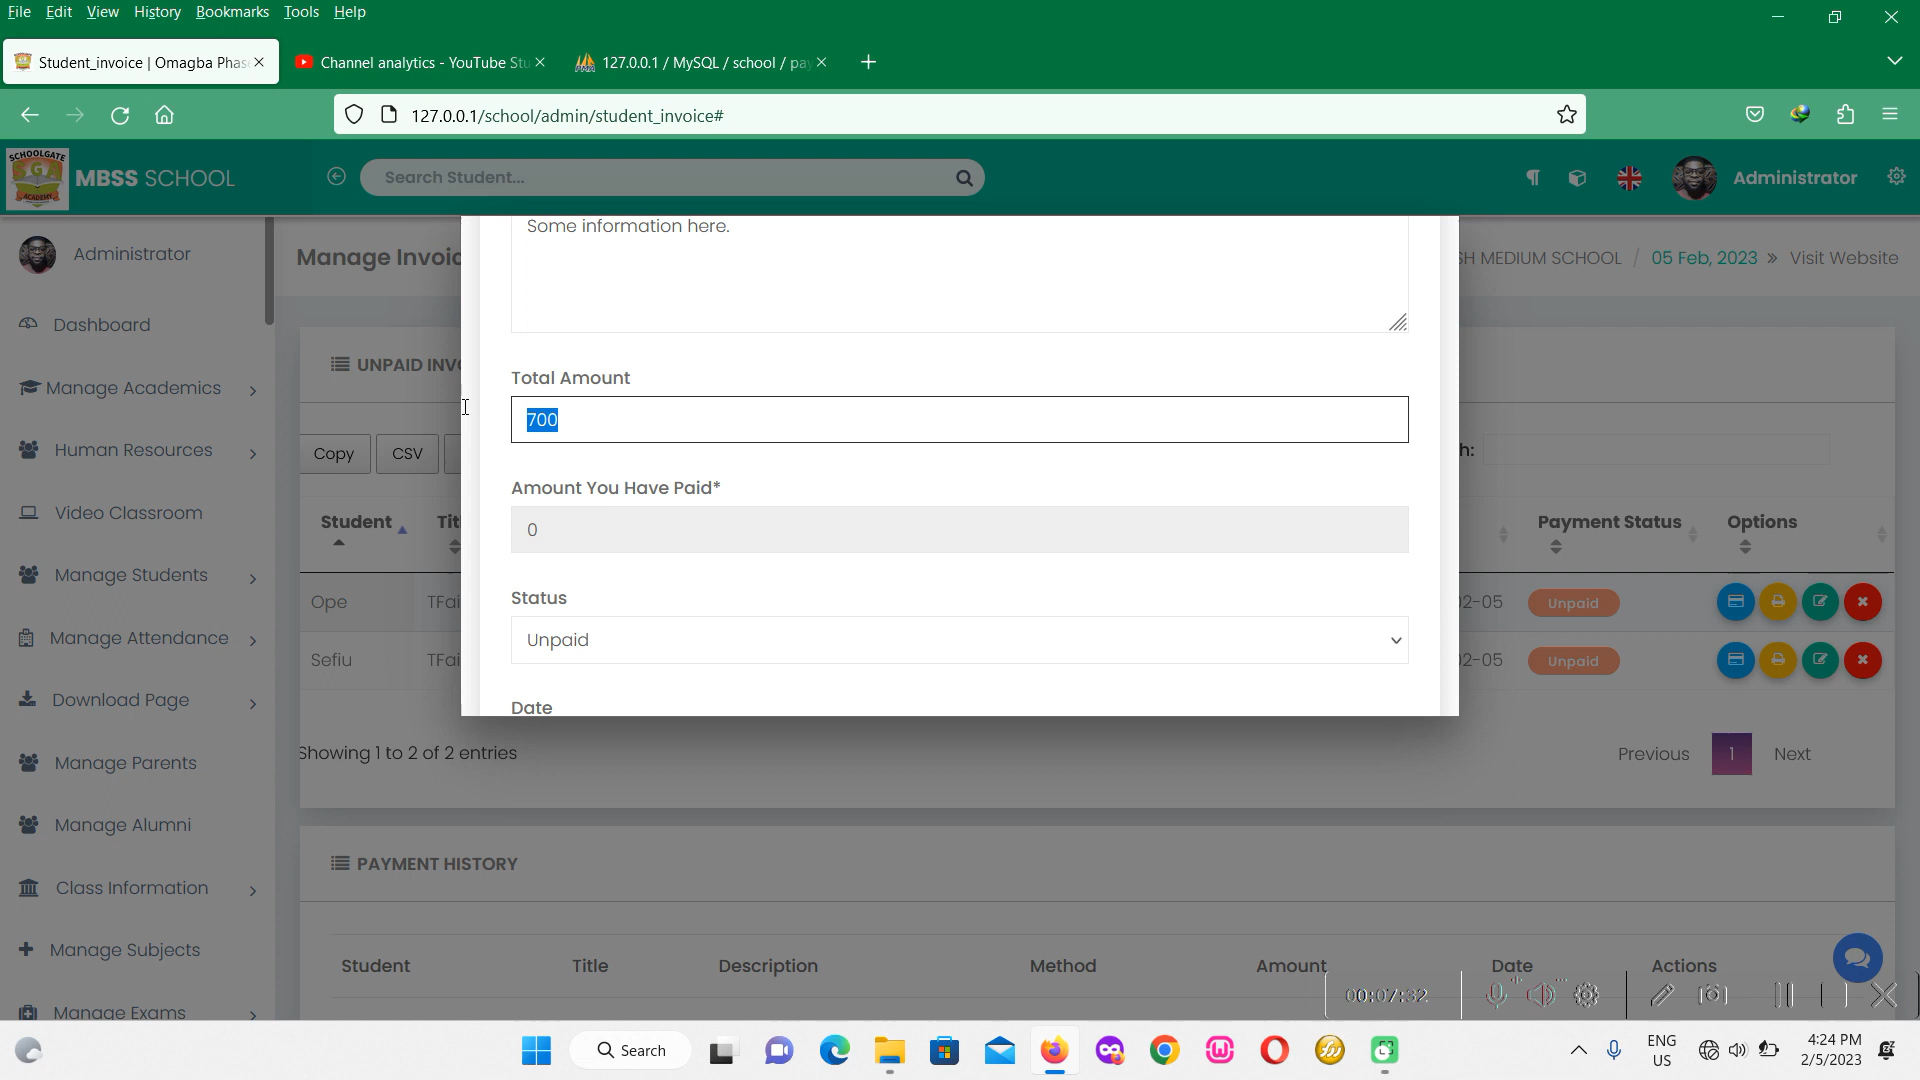 File Edit View History Bookmarks Tools Help
Student_invoice | Omagba Phas
Channel analytics - YouTube Stu
127.0.0.1 / MySQL / school / pay
127.0.0.1/school/admin/student_invoice#
SCHOOLGATE
ACADEMY
MBSS SCHOOL
Search Student...
Administrator
Administrator
Dashboard
Manage Academics
Human Resources
Video Classroom
Manage Students
Manage Attendance
Download Page
Manage Parents
Manage Alumni
Class Information
Manage Subjects
Manage Exams
Manage Invoic
SH MEDIUM SCHOOL / 05 Feb, 2023 » Visit Website
UNPAID INV
Copy CSV
h:
Student Tit Payment Status Options
Ope TFai 02-05 Unpaid
Sefiu TFai 02-05 Unpaid
Some information here.
Total Amount
700
Amount You Have Paid*
0
Status
Unpaid
Date
Showing 1 to 2 of 2 entries
Previous 1 Next
PAYMENT HISTORY
Student Title Description Method Amount Date Actions
00:07:32
Search
ENG
US
4:24 PM
2/5/2023